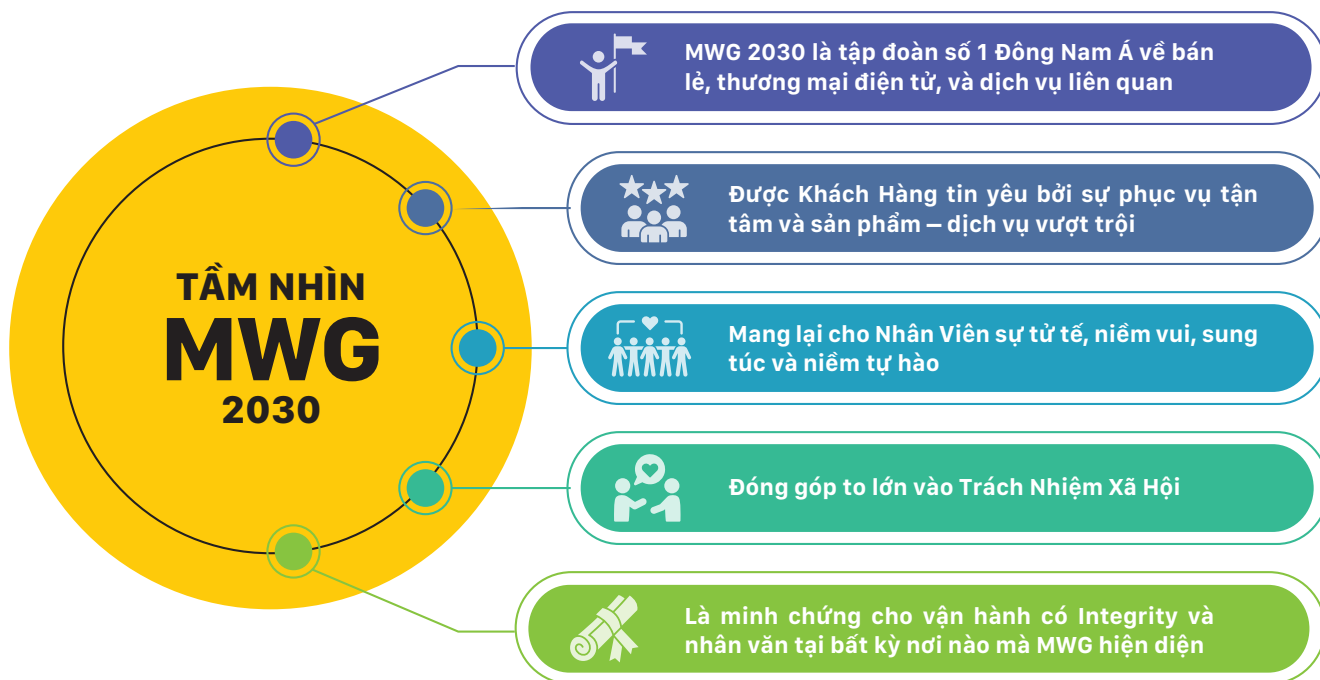 TẦM NHÌN
MWG
2030
MWG 2030 là tập đoàn số 1 Đông Nam Á về bán
lẻ, thương mại điện tử, và dịch vụ liên quan
Được Khách Hàng tin yêu bởi sự phục vụ tận
tâm và sản phẩm – dịch vụ vượt trội
Mang lại cho Nhân Viên sự tử tế, niềm vui, sung
túc và niềm tự hào
Đóng góp to lớn vào Trách Nhiệm Xã Hội
Là minh chứng cho vận hành có Integrity và
nhân văn tại bất kỳ nơi nào mà MWG hiện diện